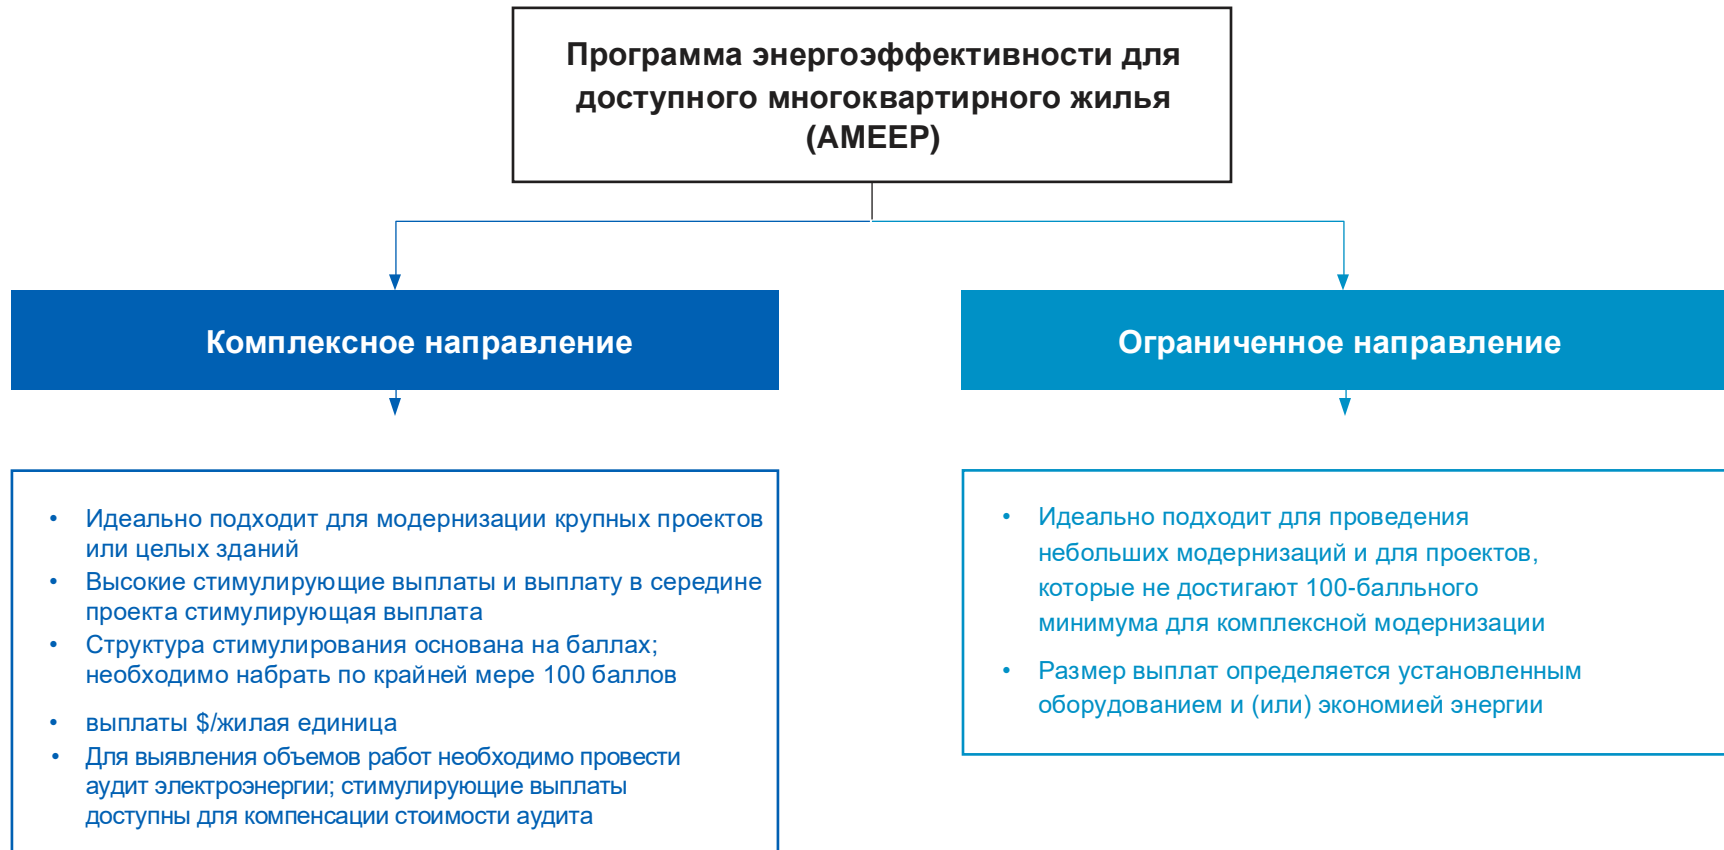 Программа энергоэффективности для
доступного многоквартирного жилья
(AMEEP)
Комплексное направление
Ограниченное направление
• Идеально подходит для модернизации крупных проектов
или целых зданий
• Высокие стимулирующие выплаты и выплату в середине
проекта стимулирующая выплата
• Структура стимулирования основана на баллах;
необходимо набрать по крайней мере 100 баллов
• выплаты $/жилая единица
• Для выявления объемов работ необходимо провести
аудит электроэнергии; стимулирующие выплаты
доступны для компенсации стоимости аудита
• Идеально подходит для проведения
небольших модернизаций и для проектов,
которые не достигают 100-балльного
минимума для комплексной модернизации
• Размер выплат определяется установленным
оборудованием и (или) экономией энергии